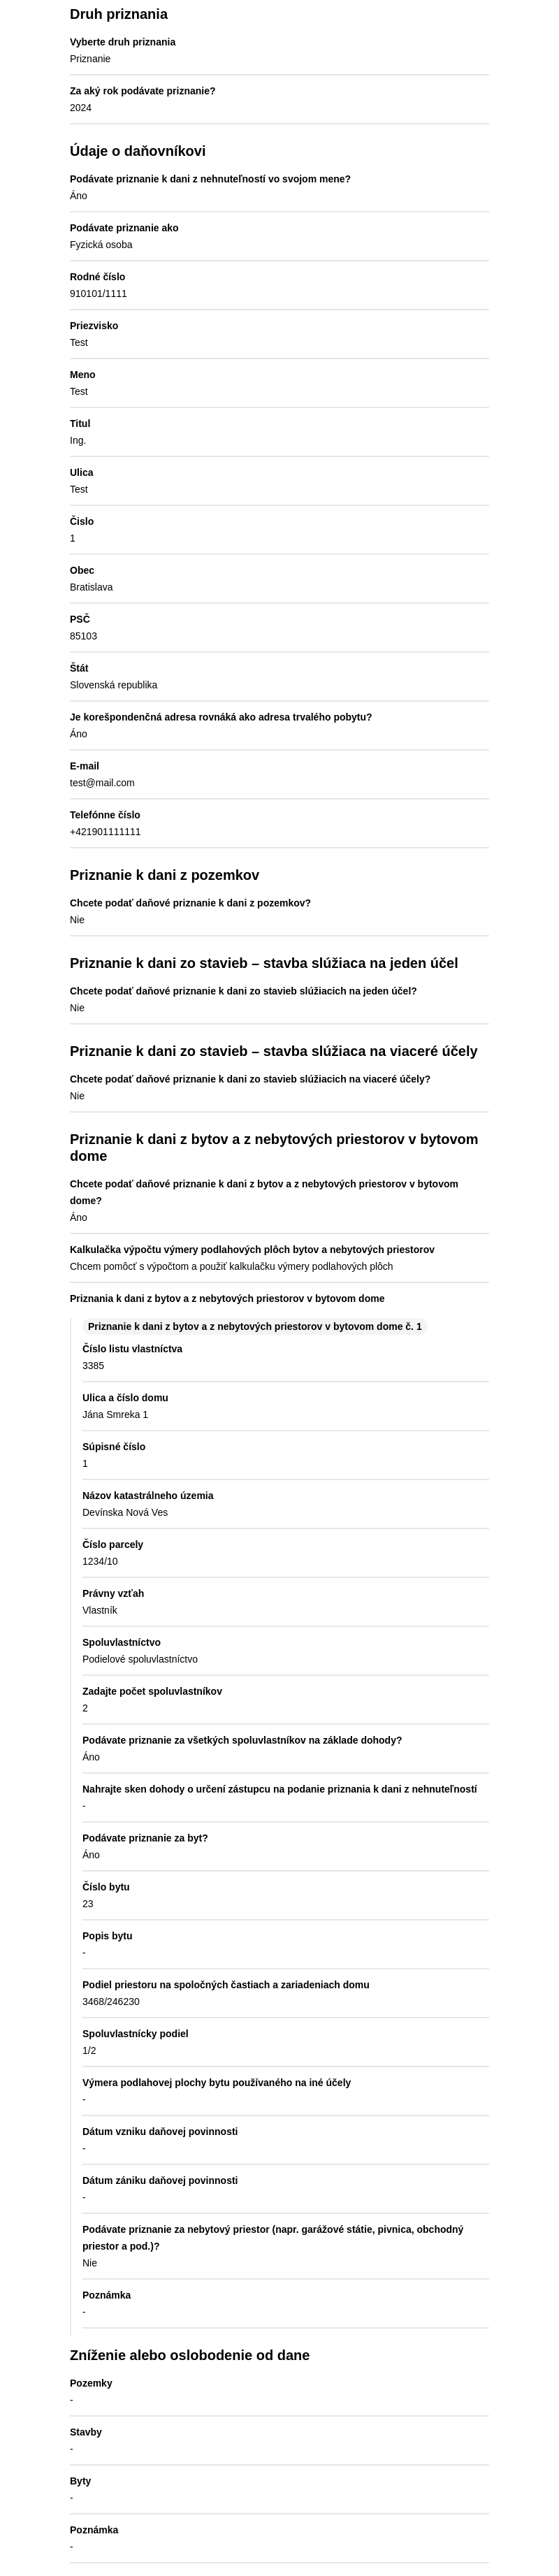 Druh priznania
Vyberte druh priznania
Priznanie
Za aký rok podávate priznanie?
2024
Údaje o daňovníkovi
Podávate priznanie k dani z nehnuteľností vo svojom mene?
Áno
Podávate priznanie ako
Fyzická osoba
Rodné číslo
910101/1111
Priezvisko
Test
Meno
Test
Titul
Ing.
Ulica
Test
Čislo
1
Obec
Bratislava
PSČ
85103
Štát
Slovenská republika
Je korešpondenčná adresa rovnáká ako adresa trvalého pobytu?
Áno
E-mail
test@mail.com
Telefónne číslo
+421901111111
Priznanie k dani z pozemkov
Chcete podať daňové priznanie k dani z pozemkov?
Nie
Priznanie k dani zo stavieb – stavba slúžiaca na jeden účel
Chcete podať daňové priznanie k dani zo stavieb slúžiacich na jeden účel?
Nie
Priznanie k dani zo stavieb – stavba slúžiaca na viaceré účely
Chcete podať daňové priznanie k dani zo stavieb slúžiacich na viaceré účely?
Nie
Priznanie k dani z bytov a z nebytových priestorov v bytovom
dome
Chcete podať daňové priznanie k dani z bytov a z nebytových priestorov v bytovom
dome?
Áno
Kalkulačka výpočtu výmery podlahových plôch bytov a nebytových priestorov
Chcem pomôcť s výpočtom a použiť kalkulačku výmery podlahových plôch
Priznania k dani z bytov a z nebytových priestorov v bytovom dome
Priznanie k dani z bytov a z nebytových priestorov v bytovom dome č. 1
Číslo listu vlastníctva
3385
Ulica a číslo domu
Jána Smreka 1
Súpisné číslo
1
Názov katastrálneho územia
Devínska Nová Ves
Číslo parcely
1234/10
Právny vzťah
Vlastník
Spoluvlastníctvo
Podielové spoluvlastníctvo
Zadajte počet spoluvlastníkov
2
Podávate priznanie za všetkých spoluvlastníkov na základe dohody?
Áno
Nahrajte sken dohody o určení zástupcu na podanie priznania k dani z nehnuteľností
-
Podávate priznanie za byt?
Áno
Číslo bytu
23
Popis bytu
-
Podiel priestoru na spoločných častiach a zariadeniach domu
3468/246230
Spoluvlastnícky podiel
1/2
Výmera podlahovej plochy bytu používaného na iné účely
-
Dátum vzniku daňovej povinnosti
-
Dátum zániku daňovej povinnosti
-
Podávate priznanie za nebytový priestor (napr. garážové státie, pivnica, obchodný
priestor a pod.)?
Nie
Poznámka
-
Zníženie alebo oslobodenie od dane
Pozemky
-
Stavby
-
Byty
-
Poznámka
-